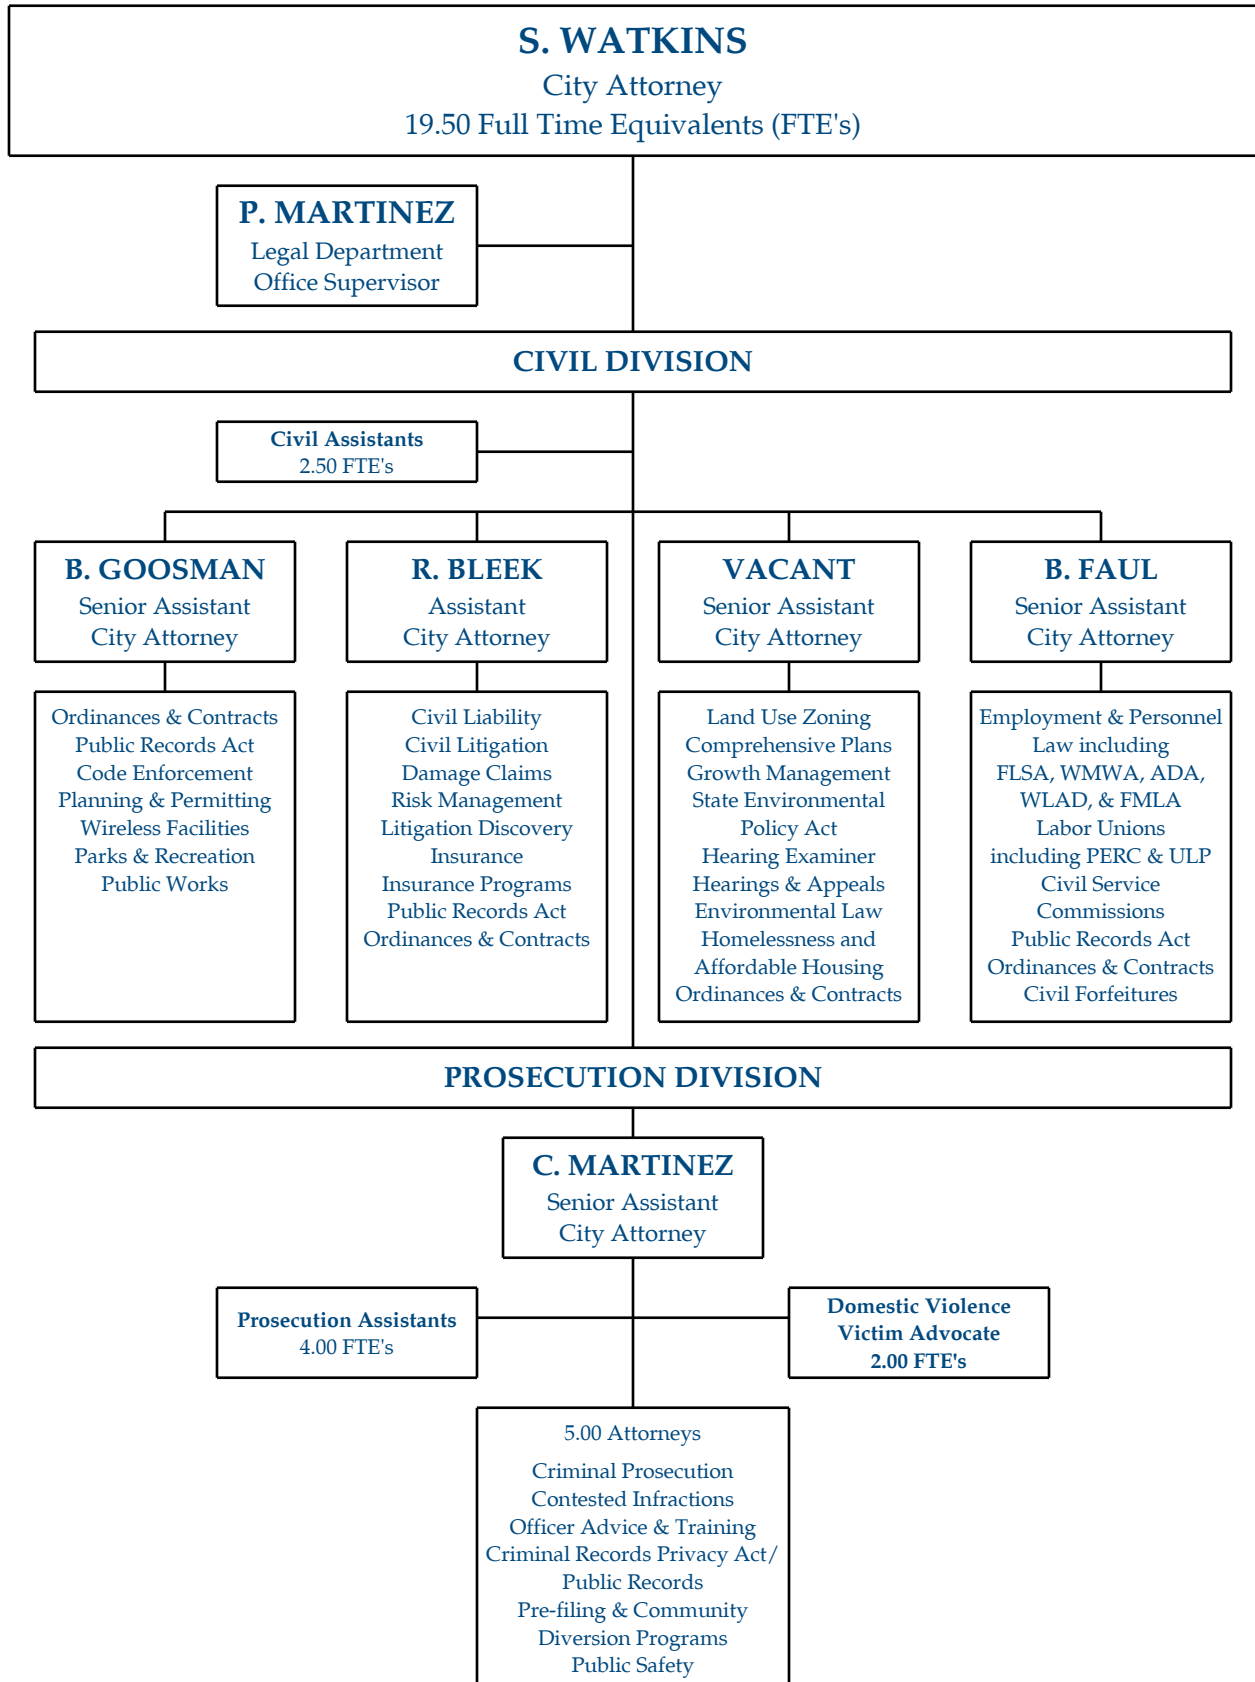 S. WATKINS
City Attorney
19.50 Full Time Equivalents (FTE's)
P. MARTINEZ
Legal Department
Office Supervisor
CIVIL DIVISION
Civil Assistants
2.50 FTE's
B. GOOSMAN
Senior Assistant
City Attorney
Ordinances & Contracts
Public Records Act
Code Enforcement
Planning & Permitting
Wireless Facilities
Parks & Recreation
Public Works
R. BLEEK
Assistant
City Attorney
Civil Liability
Civil Litigation
Damage Claims
Risk Management
Litigation Discovery
Insurance
Insurance Programs
Public Records Act
Ordinances & Contracts
VACANT
Senior Assistant
City Attorney
Land Use Zoning
Comprehensive Plans
Growth Management
State Environmental
Policy Act
Hearing Examiner
Hearings & Appeals
Environmental Law
Homelessness and
Affordable Housing
Ordinances & Contracts
B. FAUL
Senior Assistant
City Attorney
Employment & Personnel
Law including
FLSA, WMWA, ADA,
WLAD, & FMLA
Labor Unions
including PERC & ULP
Civil Service
Commissions
Public Records Act
Ordinances & Contracts
Civil Forfeitures
PROSECUTION DIVISION
C. MARTINEZ
Senior Assistant
City Attorney
Prosecution Assistants
4.00 FTE's
Domestic Violence
Victim Advocate
2.00 FTE's
5.00 Attorneys
Criminal Prosecution
Contested Infractions
Officer Advice & Training
Criminal Records Privacy Act/
Public Records
Pre-filing & Community
Diversion Programs
Public Safety